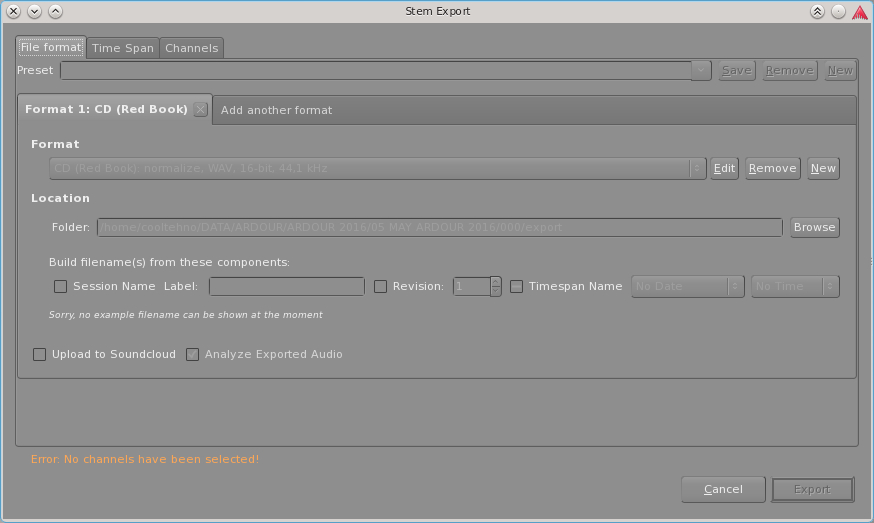 Stem Export
File format Time Span Channels
Preset Save Remove New
Format 1: CD (Red Book) Add another format
Format
CD (Red Book): normalize, WAV, 16-bit, 44,1 kHz Edit Remove New
Location
Folder: /home/cooltehno/DATA/ARDOUR/ARDOUR 2016/05 MAY ARDOUR 2016/000/export Browse
Build filename(s) from these components:
Session Name Label: Revision: 1 Timespan Name No Date No Time
Sorry, no example filename can be shown at the moment
Upload to Soundcloud Analyze Exported Audio
Error: No channels have been selected!
Cancel Export